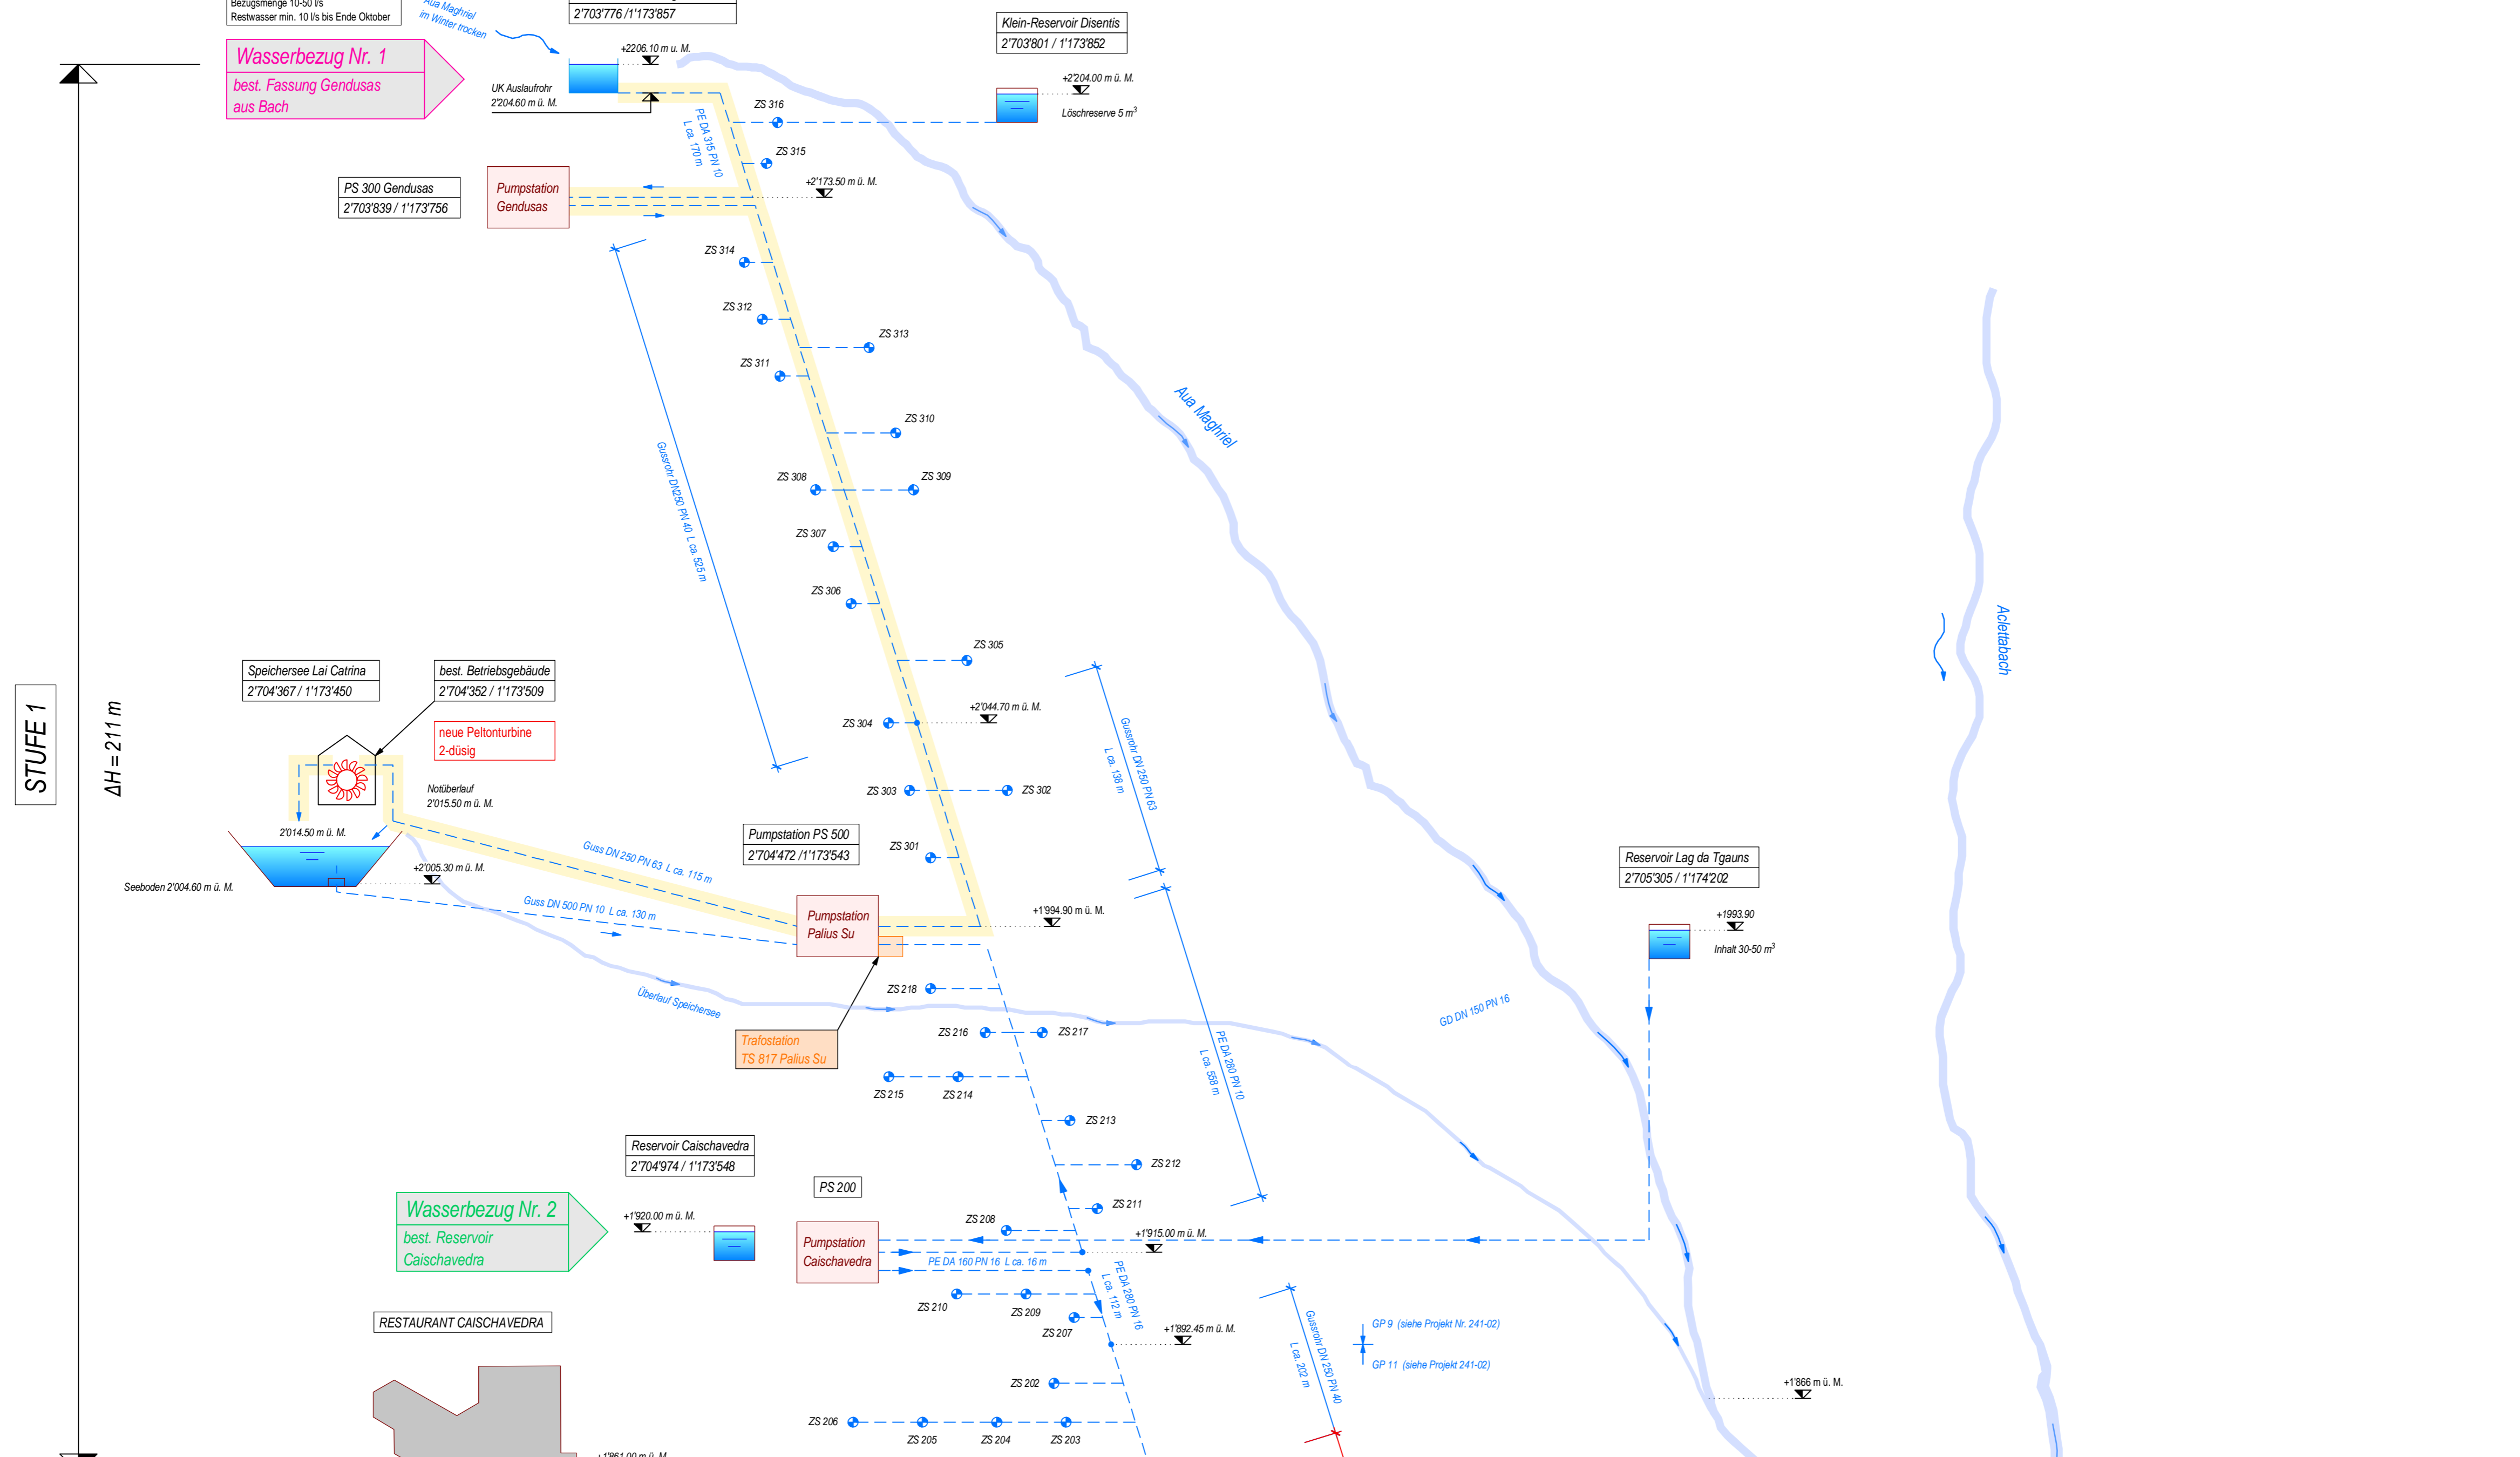 Bezugsmenge 10-50 l/s
Restwasser min. 10 l/s bis Ende Oktober
Aua Maghriel
im Winter trocken
2'703'776 /1'173'857
Klein-Reservoir Disentis
2'703'801 / 1'173'852
Wasserbezug Nr. 1
best. Fassung Gendusas
aus Bach
+2206.10 m u. M.
UK Auslaufrohr
2'204.60 m ü. M.
+2'204.00 m ü. M.
Löschreserve 5 m³
ZS 316
PE DA 315 PN 10
L ca. 170 m
ZS 315
PS 300 Gendusas
2'703'839 / 1'173'756
Pumpstation
Gendusas
+2'173.50 m ü. M.
ZS 314
ZS 312
ZS 313
ZS 311
Aua Maghriel
ZS 310
Gussrohr DN250 PN 40 L ca. 525 m
ZS 308
ZS 309
ZS 307
ZS 306
Aclettabach
ZS 305
Speichersee Lai Catrina
2'704'367 / 1'173'450
best. Betriebsgebäude
2'704'352 / 1'173'509
STUFE 1
ΔH = 211 m
neue Peltonturbine
2-düsig
ZS 304
+2'044.70 m ü. M.
Gussrohr DN 250 PN 63
L ca. 138 m
Notüberlauf
2'015.50 m ü. M.
ZS 303
ZS 302
2'014.50 m ü. M.
Pumpstation PS 500
2'704'472 /1'173'543
ZS 301
Guss DN 250 PN 63 L ca. 115 m
+2'005.30 m ü. M.
Seeboden 2'004.60 m ü. M.
Guss DN 500 PN 10 L ca. 130 m
Reservoir Lag da Tgauns
2'705'305 / 1'174'202
Pumpstation
Palius Su
+1'994.90 m ü. M.
+1993.90
Inhalt 30-50 m³
ZS 218
Überlauf Speichersee
GD DN 150 PN 16
ZS 216
ZS 217
Trafostation
TS 817 Palius Su
PE DA 280 PN 10
L ca. 558 m
ZS 215
ZS 214
ZS 213
Reservoir Caischavedra
2'704'974 / 1'173'548
ZS 212
PS 200
Wasserbezug Nr. 2
best. Reservoir
Caischavedra
+1'920.00 m ü. M.
ZS 211
ZS 208
Pumpstation
Caischavedra
+1'915.00 m ü. M.
PE DA 160 PN 16 L ca. 16 m
PE DA 280 PN 16
L ca. 112 m
ZS 210
ZS 209
ZS 207
RESTAURANT CAISCHAVEDRA
+1'892.45 m ü. M.
Gussrohr DN 250 PN 40
L ca. 202 m
GP 9 (siehe Projekt Nr. 241-02)
GP 11 (siehe Projekt 241-02)
ZS 202
+1'866 m ü. M.
ZS 206
ZS 205
ZS 204
ZS 203
+1'861.00 m ü. M.